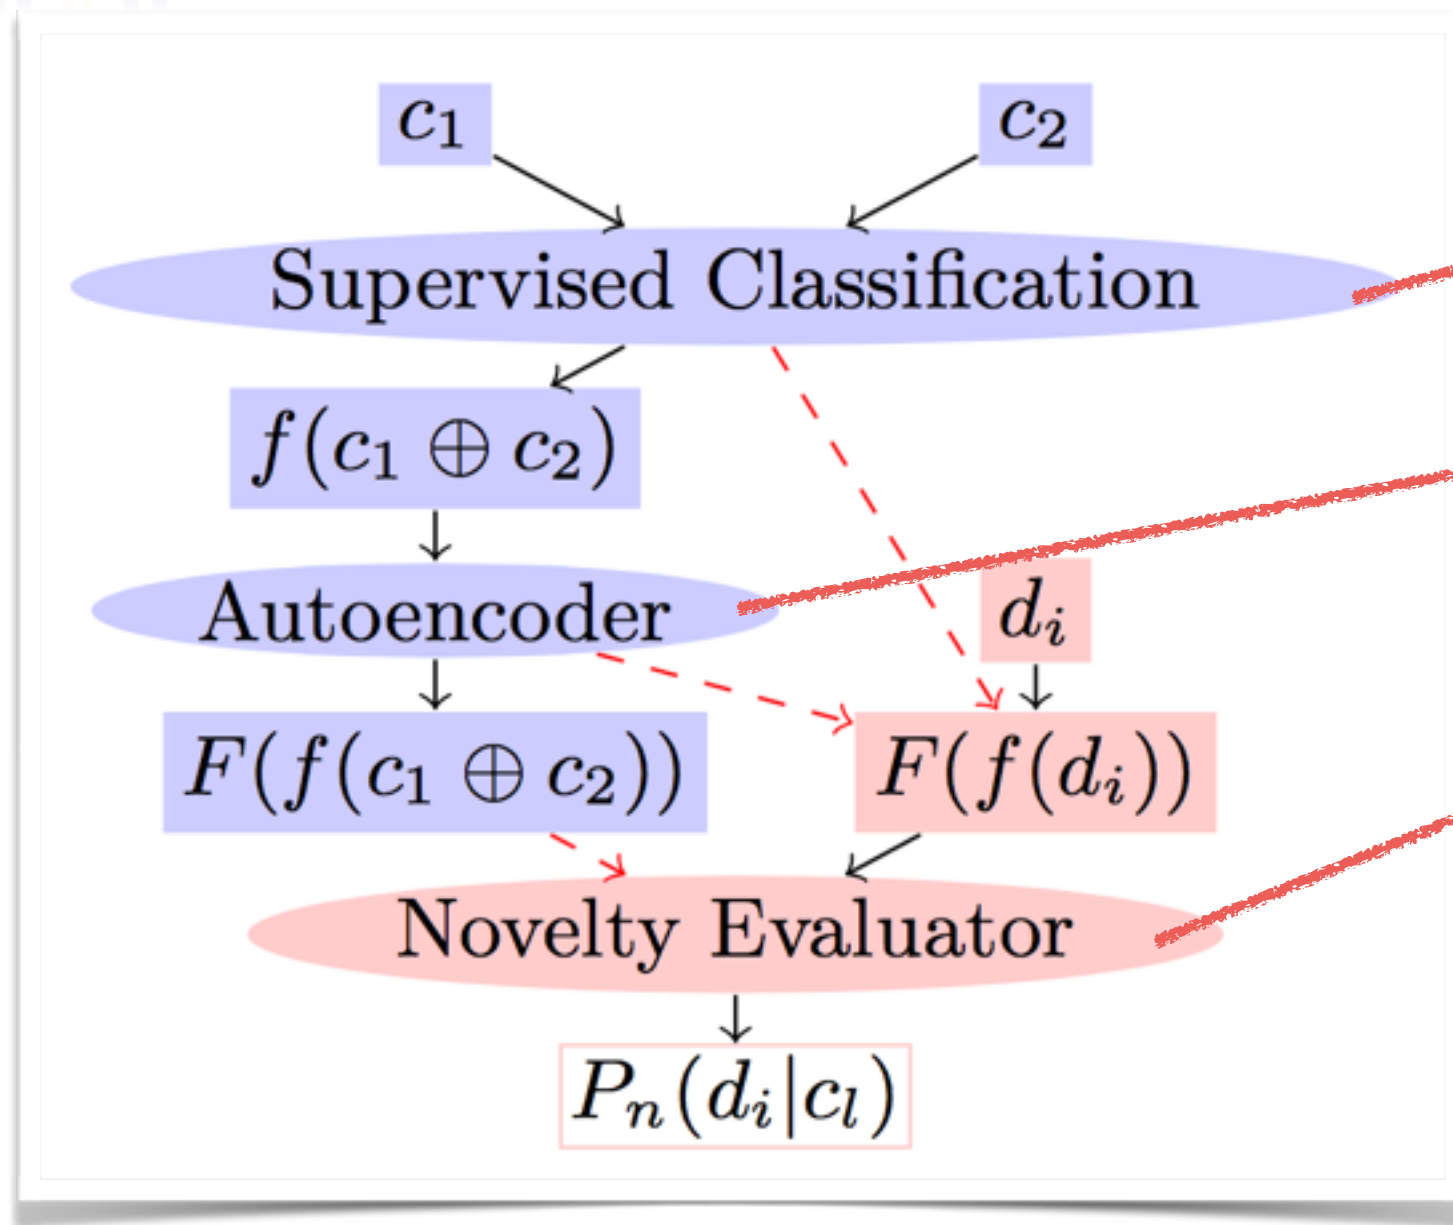 c₁ c₂
Supervised Classification
f(c₁ ⊕ c₂)
Autoencoder
dᵢ
F(f(c₁ ⊕ c₂)) F(f(dᵢ))
Novelty Evaluator
Pₙ(dᵢ|cₗ)